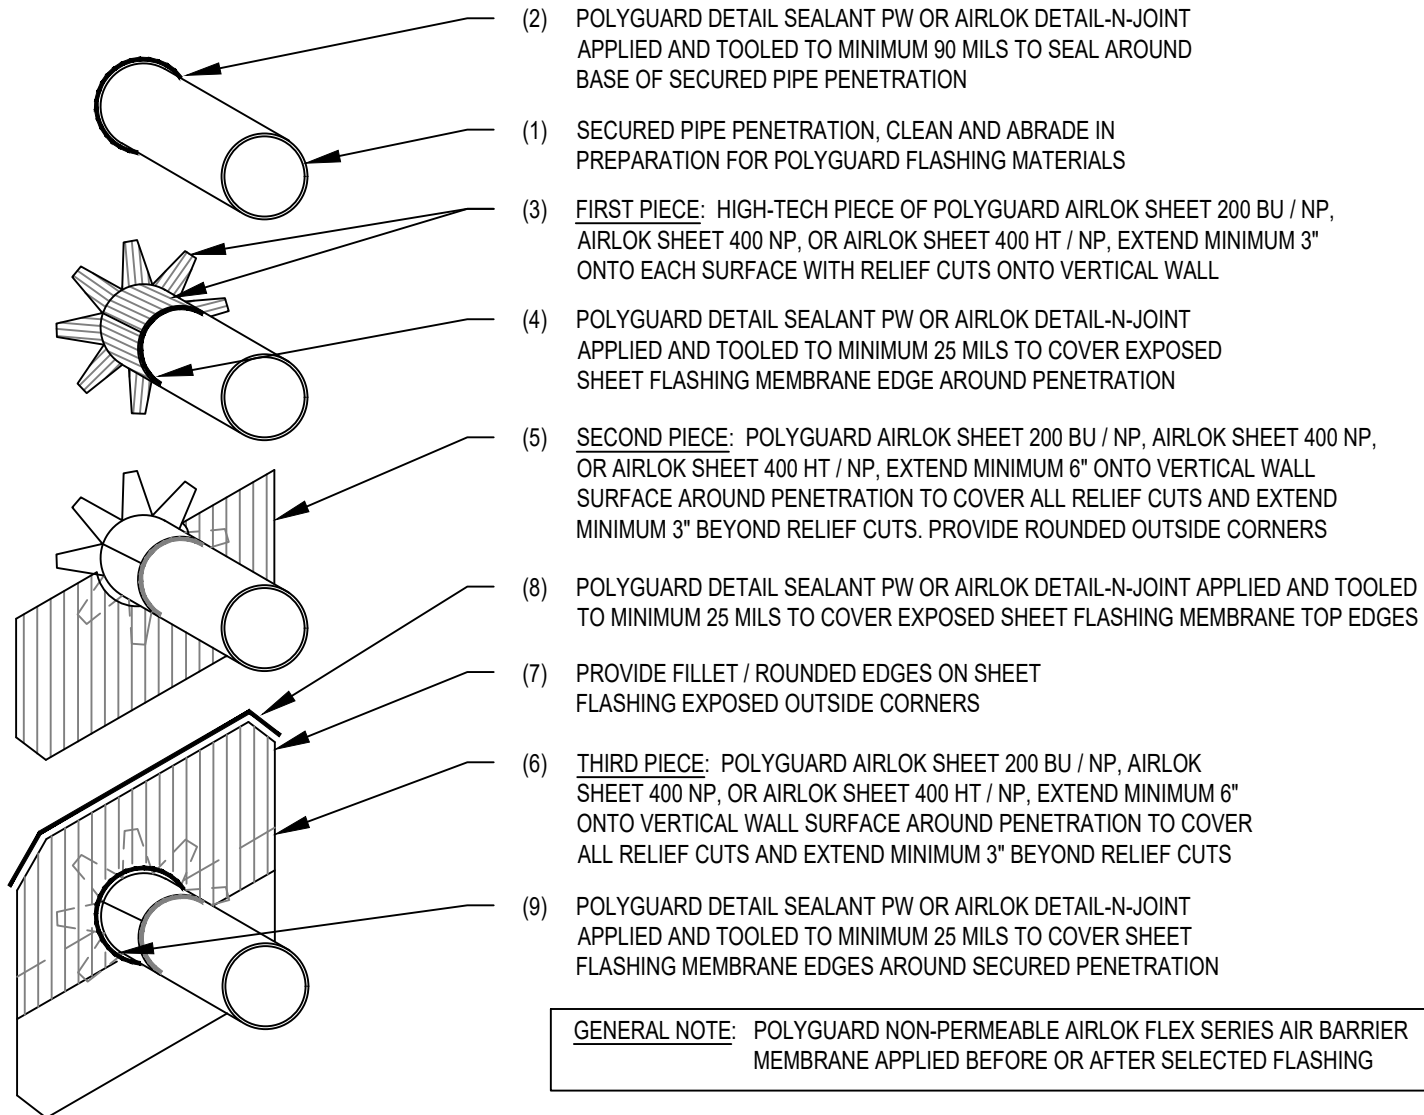 (2) POLYGUARD DETAIL SEALANT PW OR AIRLOK DETAIL-N-JOINT
APPLIED AND TOOLED TO MINIMUM 90 MILS TO SEAL AROUND
BASE OF SECURED PIPE PENETRATION
(1) SECURED PIPE PENETRATION, CLEAN AND ABRADE IN
PREPARATION FOR POLYGUARD FLASHING MATERIALS
(3) FIRST PIECE: HIGH-TECH PIECE OF POLYGUARD AIRLOK SHEET 200 BU / NP,
AIRLOK SHEET 400 NP, OR AIRLOK SHEET 400 HT / NP, EXTEND MINIMUM 3"
ONTO EACH SURFACE WITH RELIEF CUTS ONTO VERTICAL WALL
(4) POLYGUARD DETAIL SEALANT PW OR AIRLOK DETAIL-N-JOINT
APPLIED AND TOOLED TO MINIMUM 25 MILS TO COVER EXPOSED
SHEET FLASHING MEMBRANE EDGE AROUND PENETRATION
(5) SECOND PIECE: POLYGUARD AIRLOK SHEET 200 BU / NP, AIRLOK SHEET 400 NP,
OR AIRLOK SHEET 400 HT / NP, EXTEND MINIMUM 6" ONTO VERTICAL WALL
SURFACE AROUND PENETRATION TO COVER ALL RELIEF CUTS AND EXTEND
MINIMUM 3" BEYOND RELIEF CUTS. PROVIDE ROUNDED OUTSIDE CORNERS
(8) POLYGUARD DETAIL SEALANT PW OR AIRLOK DETAIL-N-JOINT APPLIED AND TOOLED
TO MINIMUM 25 MILS TO COVER EXPOSED SHEET FLASHING MEMBRANE TOP EDGES
(7) PROVIDE FILLET / ROUNDED EDGES ON SHEET
FLASHING EXPOSED OUTSIDE CORNERS
(6) THIRD PIECE: POLYGUARD AIRLOK SHEET 200 BU / NP, AIRLOK
SHEET 400 NP, OR AIRLOK SHEET 400 HT / NP, EXTEND MINIMUM 6"
ONTO VERTICAL WALL SURFACE AROUND PENETRATION TO COVER
ALL RELIEF CUTS AND EXTEND MINIMUM 3" BEYOND RELIEF CUTS
(9) POLYGUARD DETAIL SEALANT PW OR AIRLOK DETAIL-N-JOINT
APPLIED AND TOOLED TO MINIMUM 25 MILS TO COVER SHEET
FLASHING MEMBRANE EDGES AROUND SECURED PENETRATION
GENERAL NOTE: POLYGUARD NON-PERMEABLE AIRLOK FLEX SERIES AIR BARRIER
MEMBRANE APPLIED BEFORE OR AFTER SELECTED FLASHING